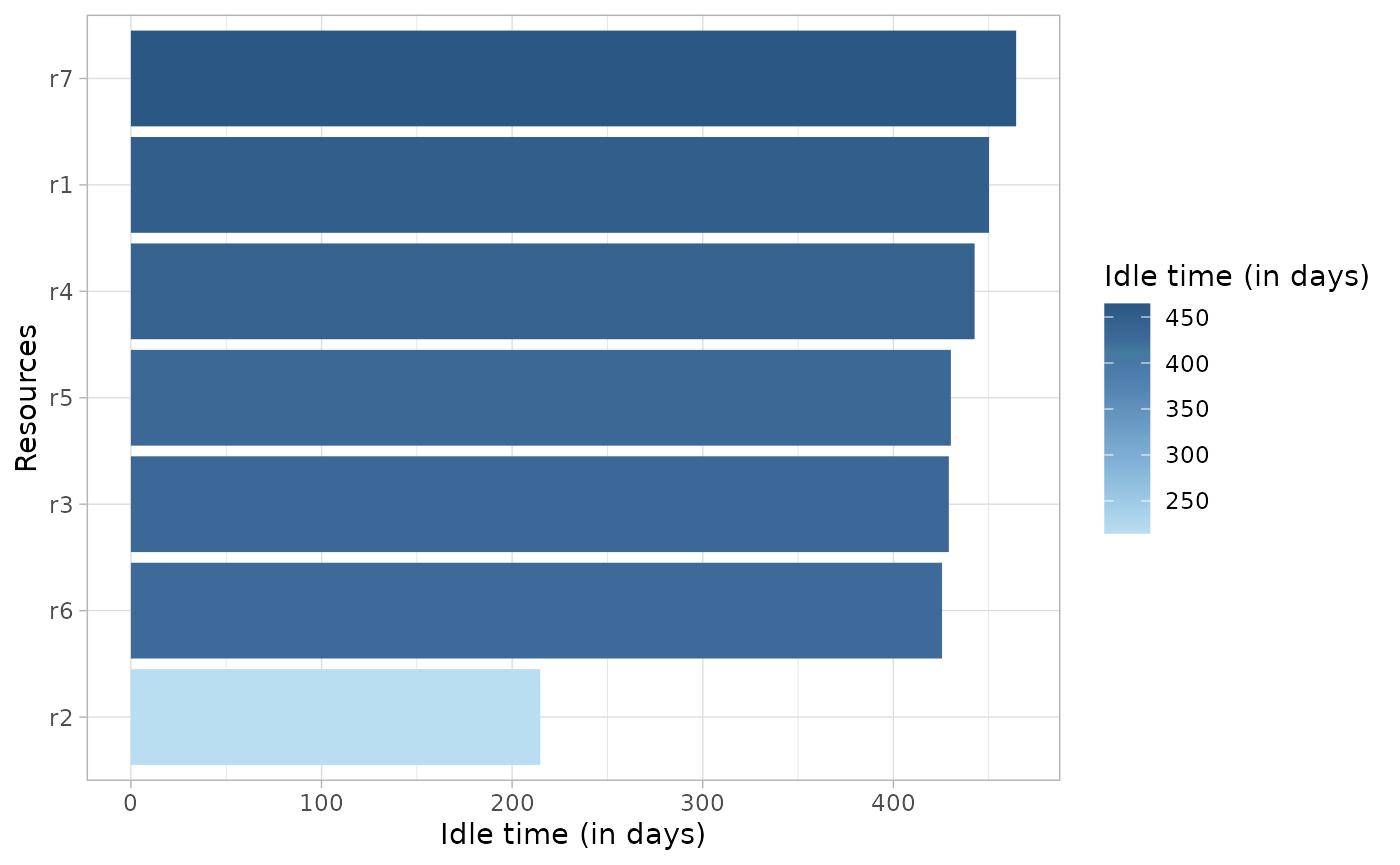 r7
r1
r4
r5
r3
r6
r2
Resources
0 100 200 300 400
Idle time (in days)
Idle time (in days)
450
400
350
300
250